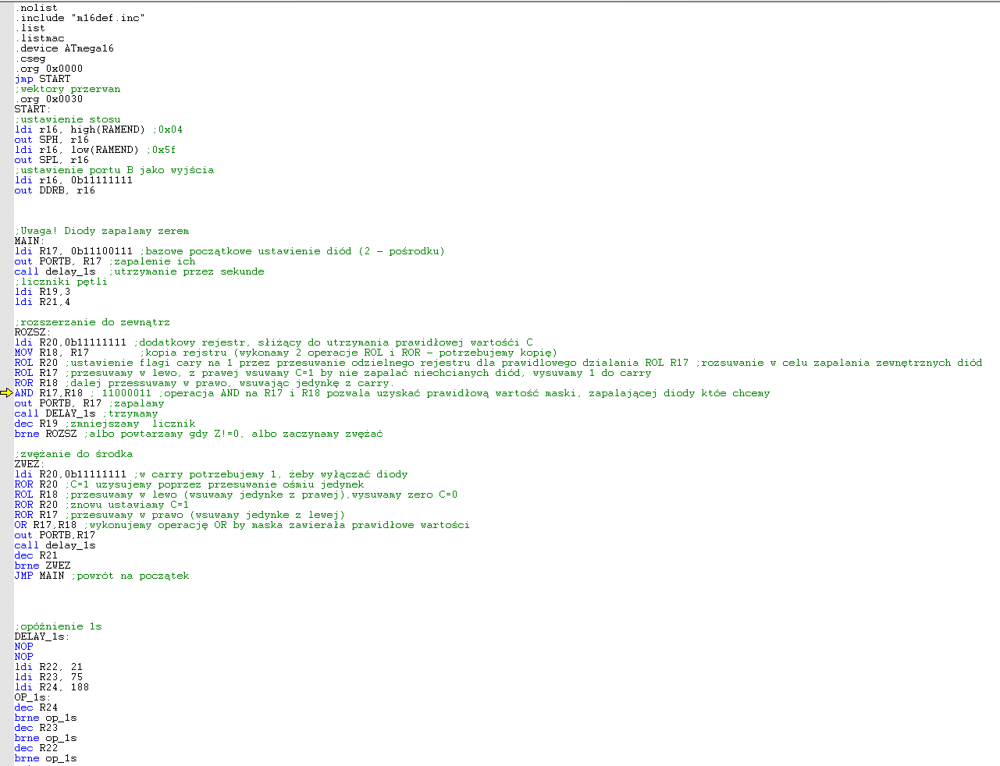 .nolist
.include "m16def.inc"
.list
.listmac
.device ATmega16
.cseg
.org 0x0000
jmp START
;wektory przerwan
.org 0x0030
START:
;ustawienie stosu
ldi r16, high(RAMEND) ;0x04
out SPH, r16
ldi r16, low(RAMEND) ;0x5f
out SPL, r16
;ustawienie portu B jako wyjścia
ldi r16, 0b11111111
out DDRB, r16
;Uwaga! Diody zapalamy zerem
MAIN:
ldi R17, 0b11100111 ;bazowe początkowe ustawienie diód (2 - pośrodku)
out PORTB, R17 ;zapalenie ich
call delay_1s ;utrzymanie przez sekunde
;liczniki pętli
ldi R19,3
ldi R21,4
;rozszerzanie do zewnątrz
ROZSZ:
ldi R20,0b11111111 ;dodatkowy rejestr, słiżący do utrzymania prawidłowej wartośći C
MOV R18, R17 ;kopia rejstru (wykonamy 2 operacje ROL i ROR - potrzebujemy kopię)
ROL R20 ;ustawienie flagi cary na 1 przez przesuwanie odzielnego rejestru dla prawidlowego dzialania ROL R17 ;rozsuwanie w celu zapalania zewnętrznych diód
ROL R17 ;przesuwamy w lewo, z prawej wsuwamy C=1 by nie zapalać niechcianych diód, wysuwamy 1 do carry
ROR R18 ;dalej przessuwamy w prawo, wsuwając jedynkę z carry.
AND R17,R18 ; 11000011 ;operacja AND na R17 i R18 pozwala uzyskać prawidłową wartość maski, zapalającej diody któe chcemy
out PORTB, R17 ;zapalamy
call DELAY_1s ;trzymamy
dec R19 ;zmniejszamy licznik
brne ROZSZ ;albo powtarzamy gdy Z!=0, albo zaczynamy zwężać
;zwężanie do środka
ZWEZ:
ldi R20,0b11111111 ;w carry potrzebujemy 1, żeby wyłączać diody
ROR R20 ;C=1 uzysujemy poprzez przesuwanie ośmiu jedynek
ROL R18 ;przesuwamy w lewo (wsuwamy jedynke z prawej),wysuwamy zero C=0
ROR R20 ;znowu ustawiamy C=1
ROR R17 ;przesuwamy w prawo (wsuwamy jedynke z lewej)
OR R17,R18 ;wykonujemy operację OR by maska zawierała prawidłowe wartości
out PORTB,R17
call delay_1s
dec R21
brne ZWEZ
JMP MAIN ;powrót na początek
;opóźnienie 1s
DELAY_1s:
NOP
NOP
ldi R22, 21
ldi R23, 75
ldi R24, 188
OP_1s:
dec R24
brne op_1s
dec R23
brne op_1s
dec R22
brne op_1s